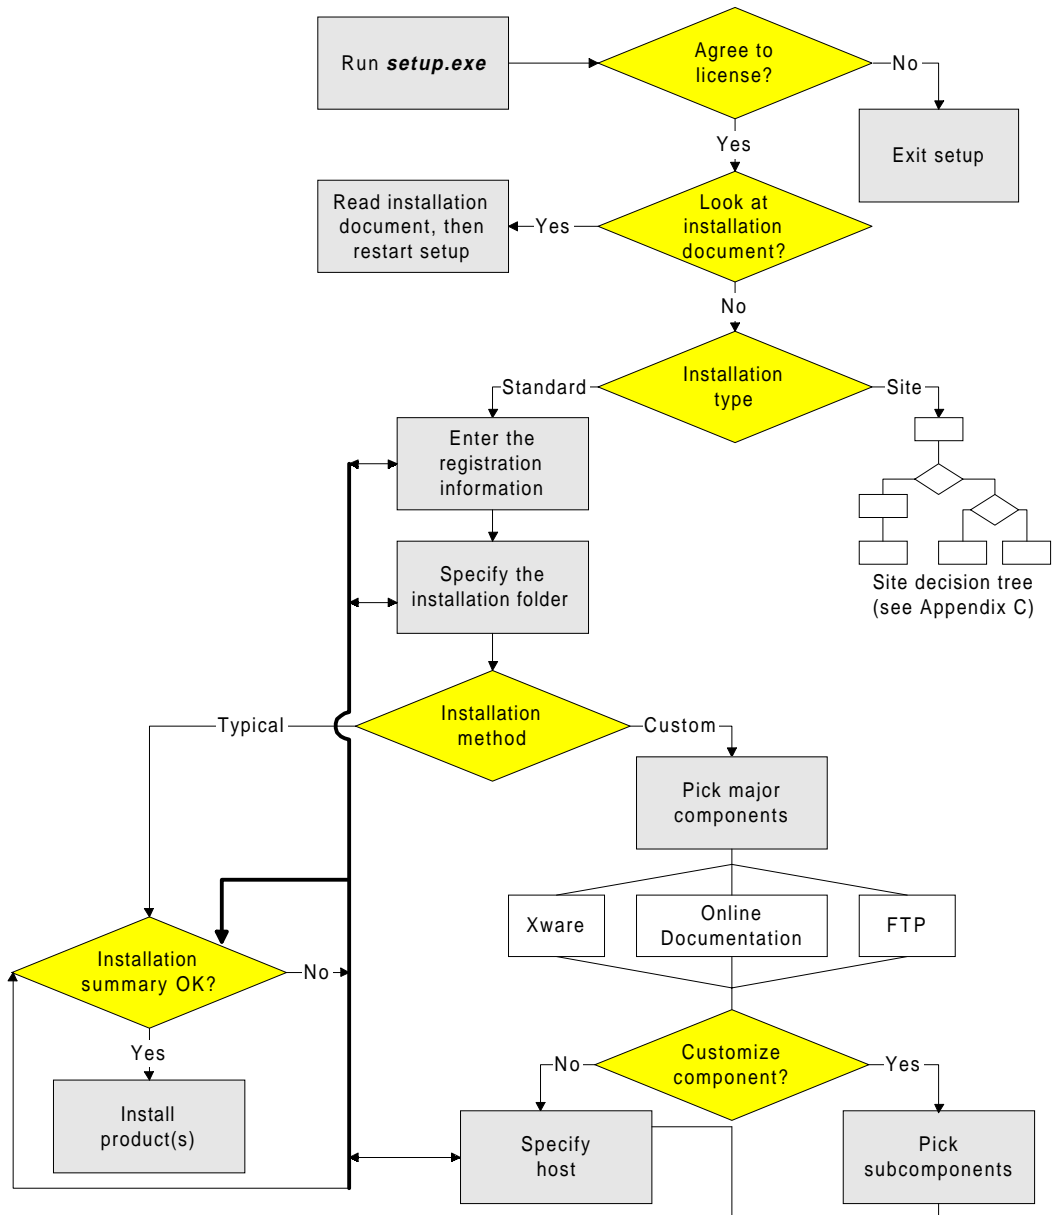 Run setup.exe
Agree to
license?
No
Exit setup
Yes
Read installation
document, then
restart setup
Yes
Look at
installation
document?
No
Installation
type
Standard
Site
Enter the
registration
information
Specify the
installation folder
Site decision tree
(see Appendix C)
Typical
Installation
method
Custom
Pick major
components
Xware
Online
Documentation
FTP
Installation
summary OK?
No
Yes
Install
product(s)
No
Customize
component?
Yes
Specify
host
Pick
subcomponents